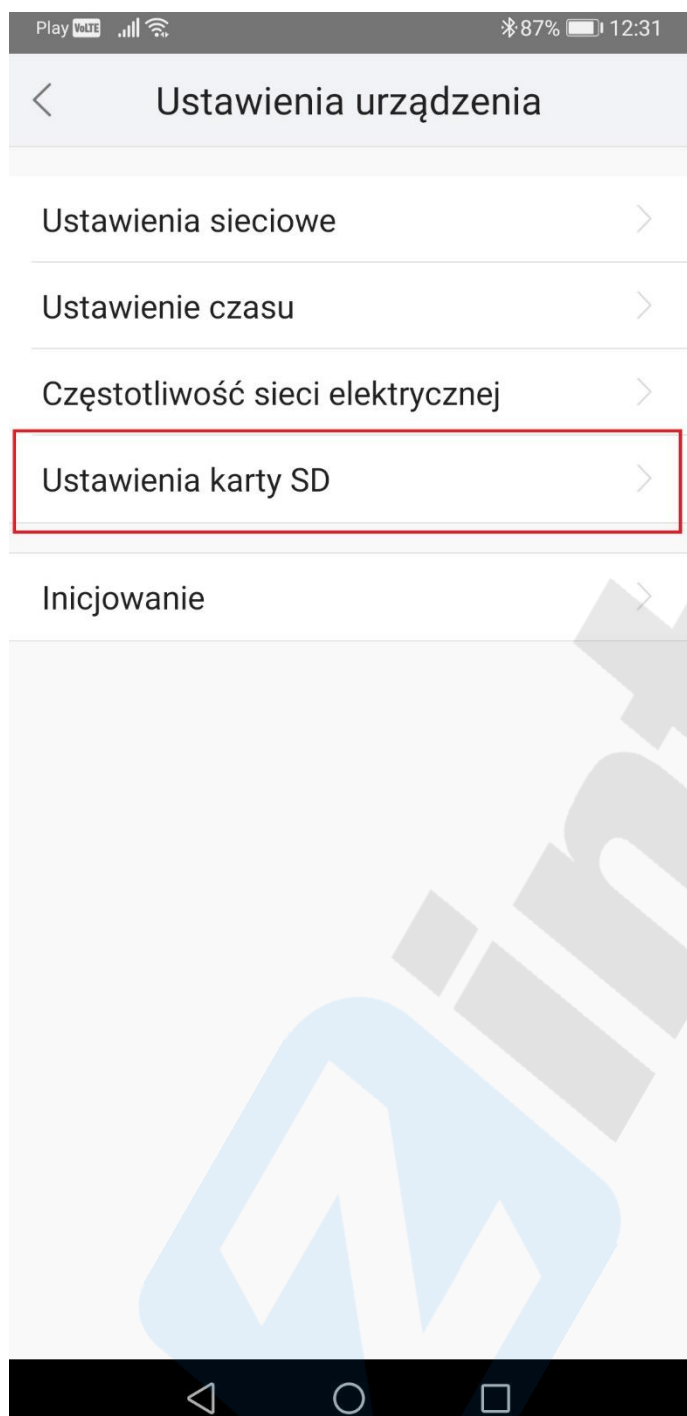 Play VoLTE 87% 12:31
Ustawienia urządzenia
Ustawienia sieciowe
Ustawienie czasu
Częstotliwość sieci elektrycznej
Ustawienia karty SD
Inicjowanie